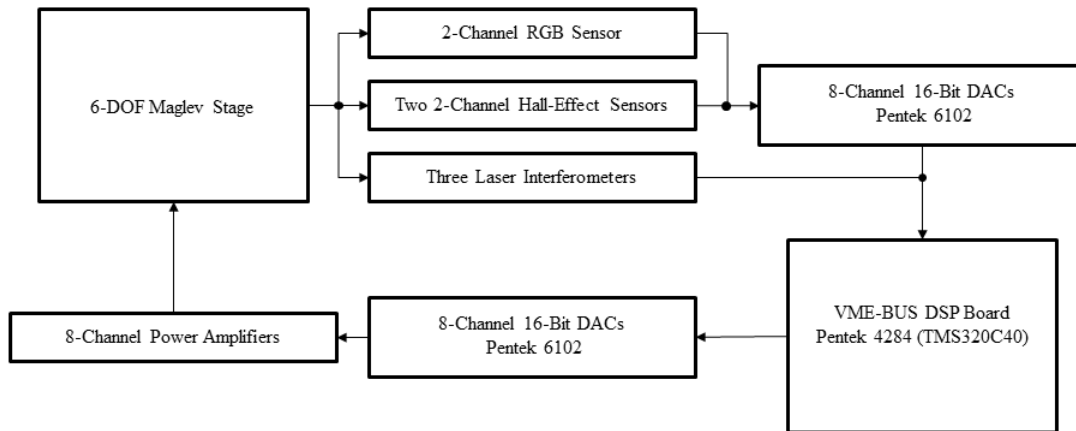 2-Channel RGB Sensor
6-DOF Maglev Stage
Two 2-Channel Hall-Effect Sensors
8-Channel 16-Bit DACs
Pentek 6102
Three Laser Interferometers
VME-BUS DSP Board
Pentek 4284 (TMS320C40)
8-Channel 16-Bit DACs
Pentek 6102
8-Channel Power Amplifiers